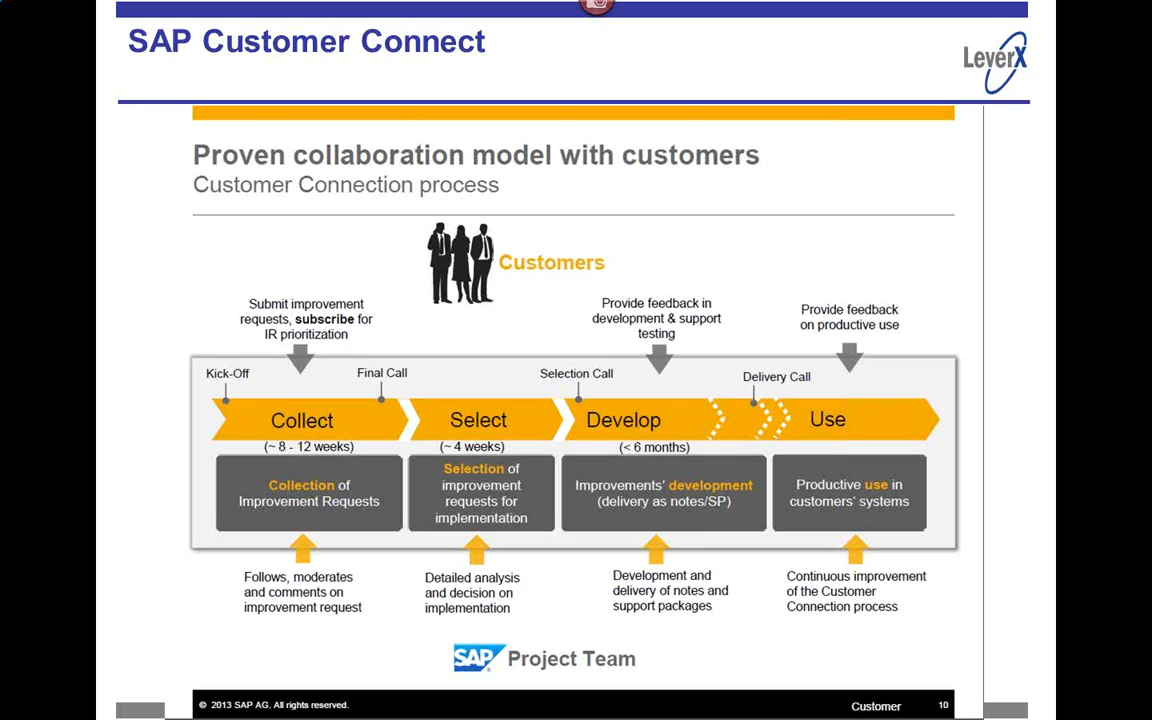 SAP Customer Connect
LeverX
Proven collaboration model with customers
Customer Connection process
Customers
Submit improvement
requests, subscribe for
IR prioritization
Provide feedback in
development & support
testing
Provide feedback
on productive use
Kick-Off
Final Call
Selection Call
Delivery Call
Collect
Select
Develop
Use
(~ 8 - 12 weeks)
(~ 4 weeks)
(< 6 months)
Collection of
Improvement Requests
Selection of
improvement
requests for
implementation
Improvements' development
(delivery as notes/SP)
Productive use in
customers' systems
Follows, moderates
and comments on
improvement request
Detailed analysis
and decision on
implementation
Development and
delivery of notes and
support packages
Continuous improvement
of the Customer
Connection process
SAP Project Team
© 2013 SAP AG. All rights reserved.
Customer
10